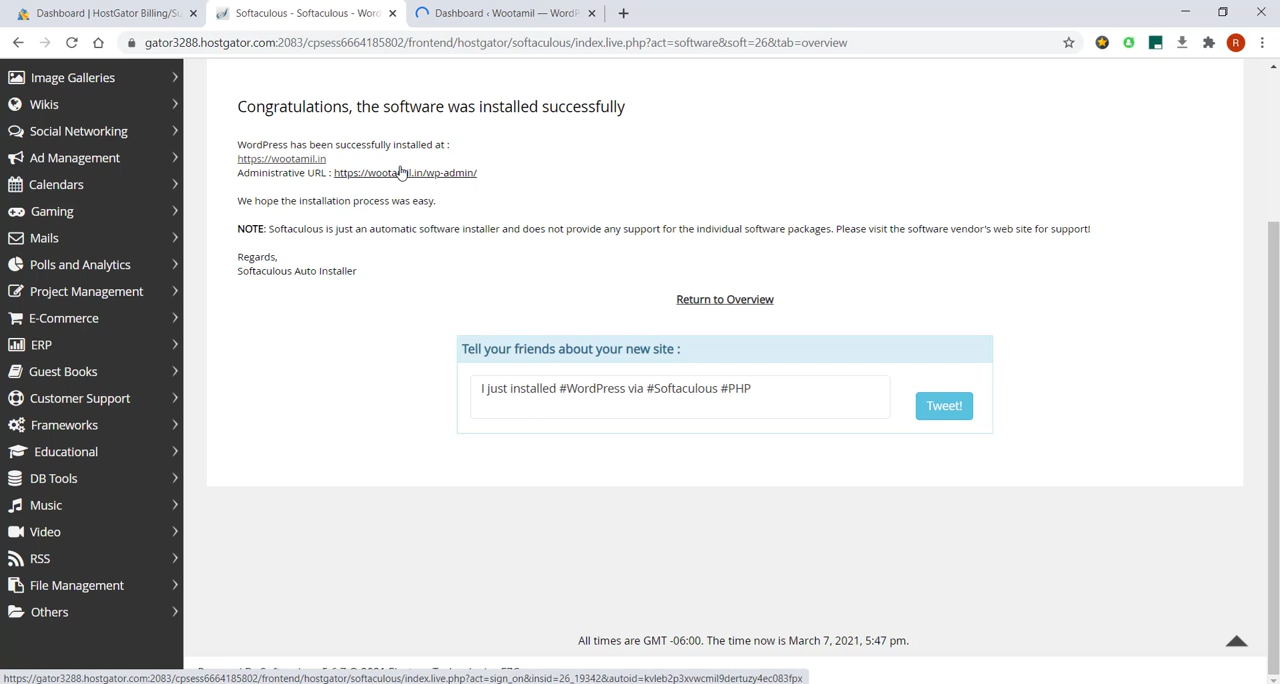 Dashboard | HostGator Billing/Su
Softaculous - Softaculous - Word
Dashboard ‹ Wootamil — WordP
gator3288.hostgator.com:2083/cpsess6664185802/frontend/hostgator/softaculous/index.live.php?act=software&soft=26&tab=overview
R
Image Galleries
Wikis
Social Networking
Ad Management
Calendars
Gaming
Mails
Polls and Analytics
Project Management
E-Commerce
ERP
Guest Books
Customer Support
Frameworks
Educational
DB Tools
Music
Video
RSS
File Management
Others
Congratulations, the software was installed successfully
WordPress has been successfully installed at :
https://wootamil.in
Administrative URL : https://wootamil.in/wp-admin/
We hope the installation process was easy.
NOTE: Softaculous is just an automatic software installer and does not provide any support for the individual software packages. Please visit the software vendor's web site for support!
Regards,
Softaculous Auto Installer
Return to Overview
Tell your friends about your new site :
I just installed #WordPress via #Softaculous #PHP
Tweet!
All times are GMT -06:00. The time now is March 7, 2021, 5:47 pm.
https://gator3288.hostgator.com:2083/cpsess6664185802/frontend/hostgator/softaculous/index.live.php?act=sign_on&insid=26_19342&autoid=kvleb2p3xvwcmil9dertuzy4ec083fpx